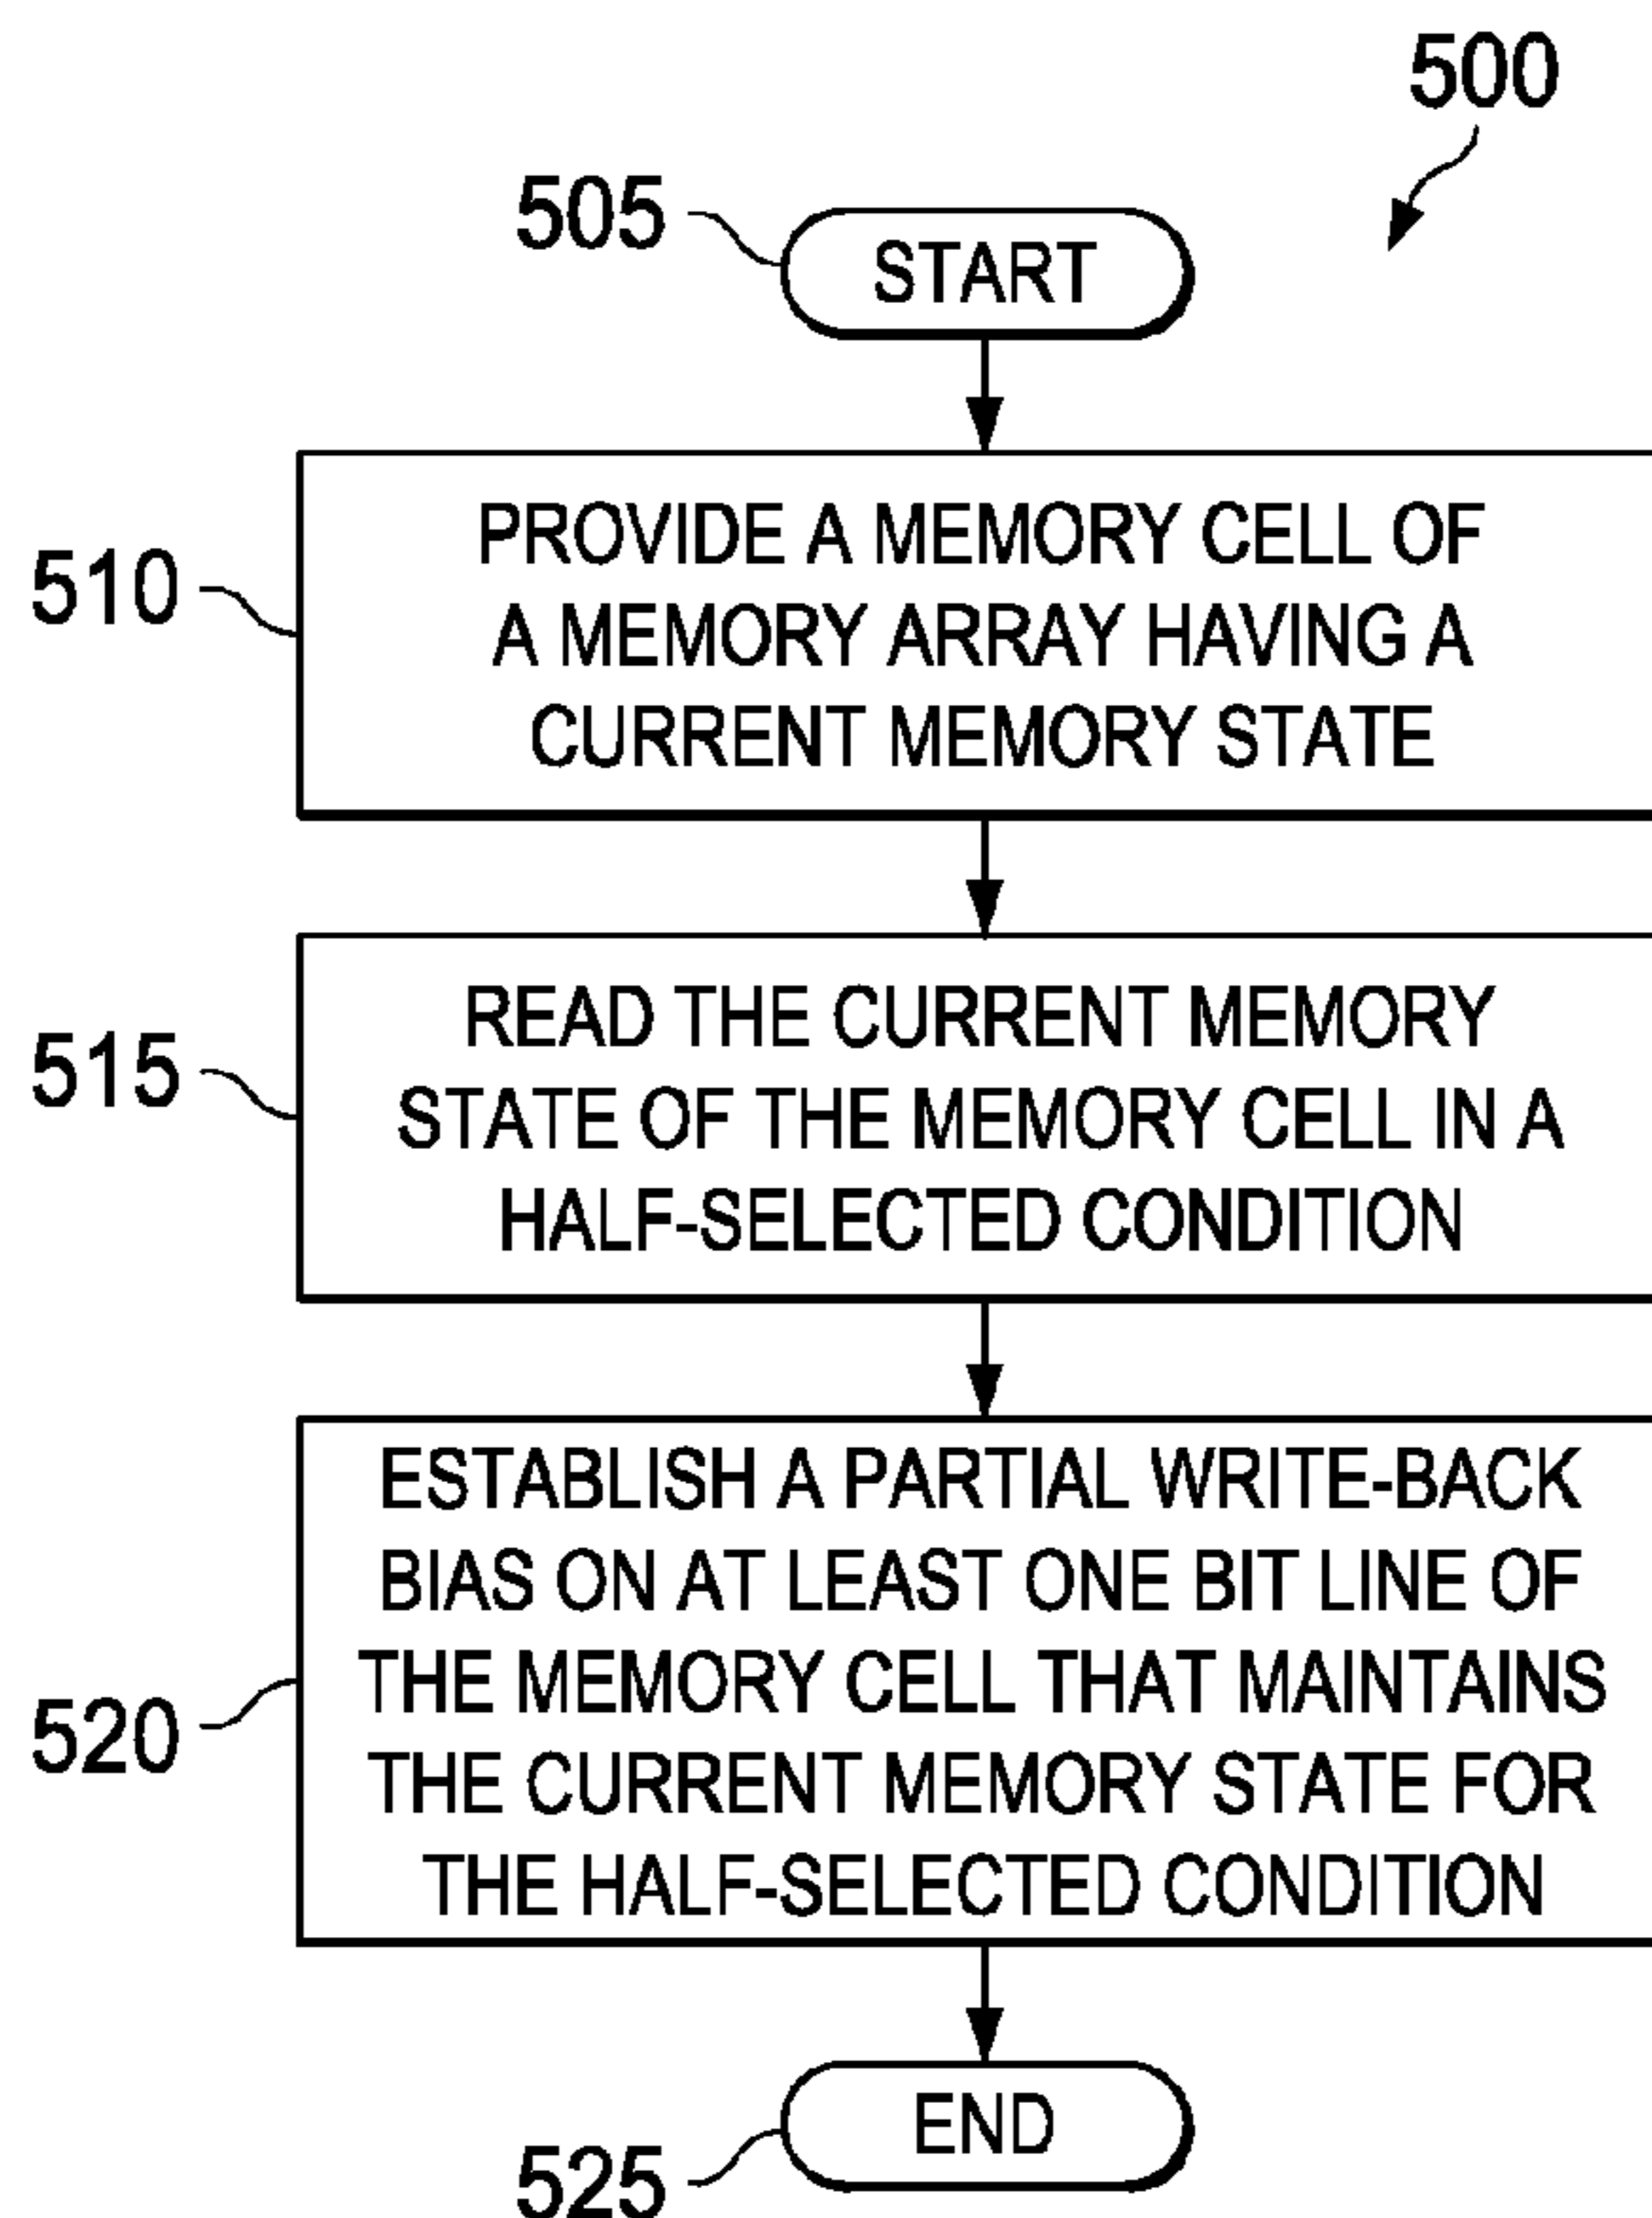 500
505
START
510
PROVIDE A MEMORY CELL OF
A MEMORY ARRAY HAVING A
CURRENT MEMORY STATE
515
READ THE CURRENT MEMORY
STATE OF THE MEMORY CELL IN A
HALF-SELECTED CONDITION
520
ESTABLISH A PARTIAL WRITE-BACK
BIAS ON AT LEAST ONE BIT LINE OF
THE MEMORY CELL THAT MAINTAINS
THE CURRENT MEMORY STATE FOR
THE HALF-SELECTED CONDITION
525
END